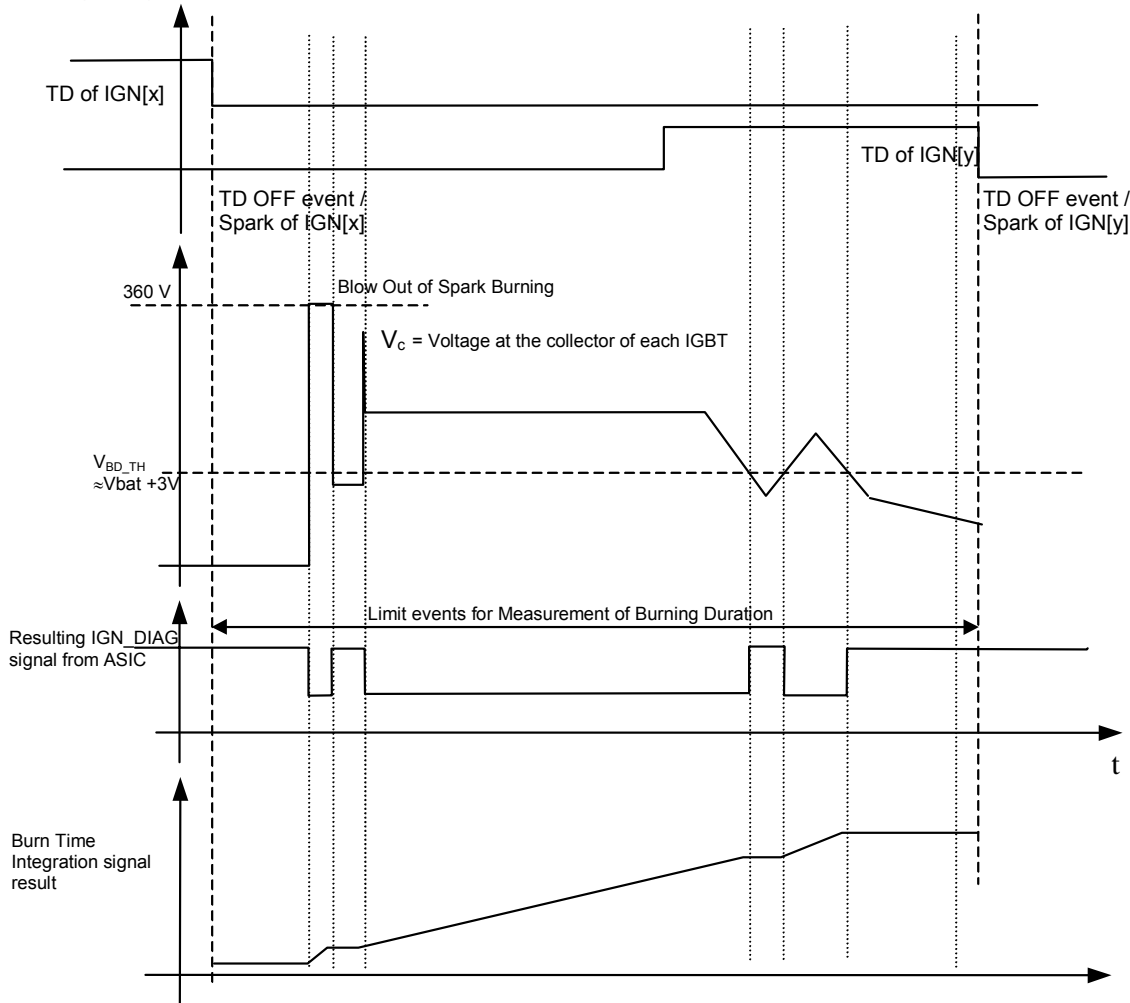 TD of IGN[x]
TD of IGN[y]
TD OFF event /
Spark of IGN[x]
TD OFF event /
Spark of IGN[y]
360 V
Blow Out of Spark Burning
Vc = Voltage at the collector of each IGBT
VBD_TH
≈Vbat +3V
Limit events for Measurement of Burning Duration
Resulting IGN_DIAG
signal from ASIC
t
Burn Time
Integration signal
result